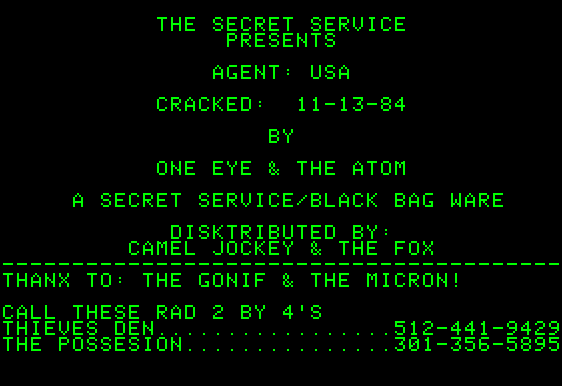 THE SECRET SERVICE
PRESENTS
AGENT: USA
CRACKED: 11-13-84
BY
ONE EYE & THE ATOM
A SECRET SERVICE/BLACK BAG WARE
DISKTRIBUTED BY:
CAMEL JOCKEY & THE FOX
----------------------------------------
THANX TO: THE GONIF & THE MICRON!
CALL THESE RAD 2 BY 4'S
THIEVES DEN.................512-441-9429
THE POSSESION...............301-356-5895